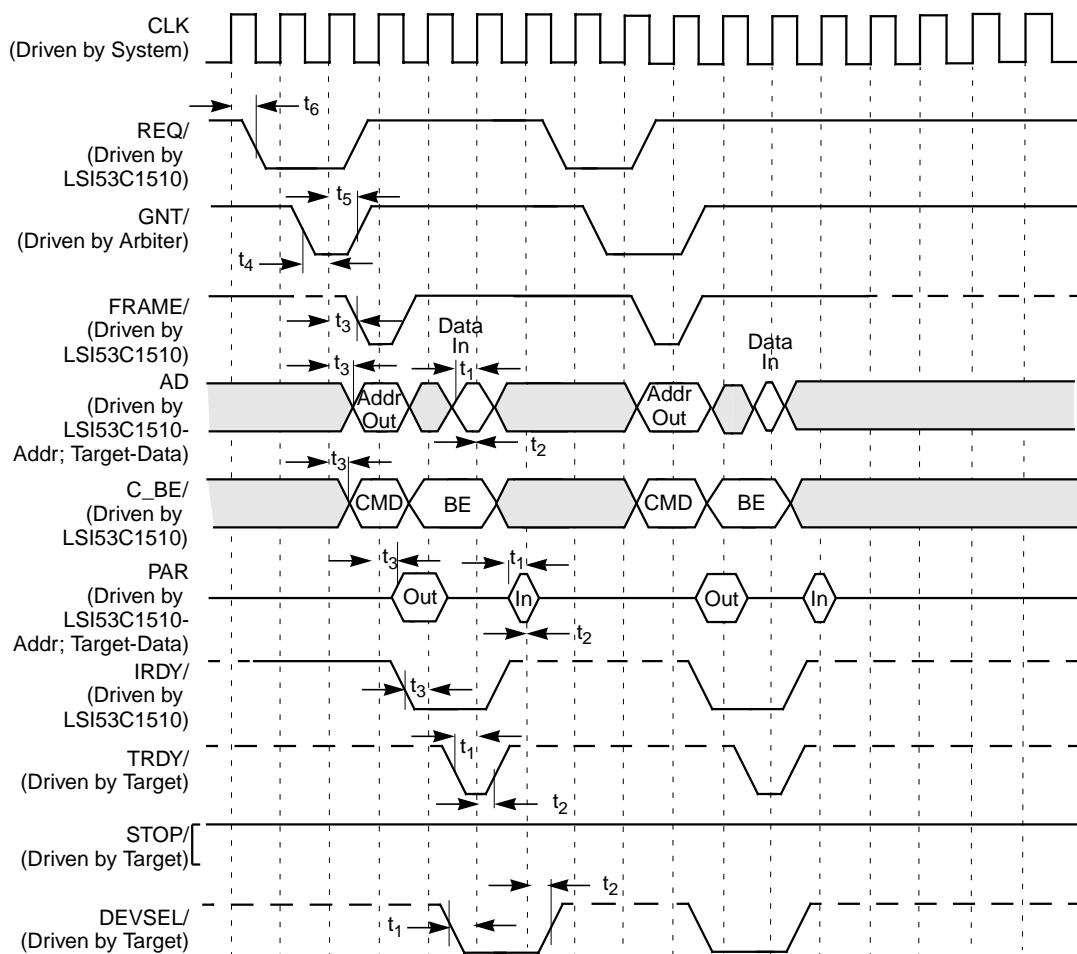 CLK
(Driven by System)
t6
REQ/
(Driven by
LSI53C1510)
t5
GNT/
(Driven by Arbiter)
t4
FRAME/
(Driven by
LSI53C1510)
t3
Data
In
Data
In
t3
t1
AD
(Driven by
LSI53C1510-
Addr; Target-Data)
Addr
Out
Addr
Out
t2
t3
C_BE/
(Driven by
LSI53C1510)
CMD
BE
CMD
BE
t3
t1
PAR
(Driven by
LSI53C1510-
Addr; Target-Data)
Out
In
Out
In
t2
IRDY/
(Driven by
LSI53C1510)
t3
TRDY/
(Driven by Target)
t1
t2
STOP/
(Driven by Target)
t2
DEVSEL/
(Driven by Target)
t1